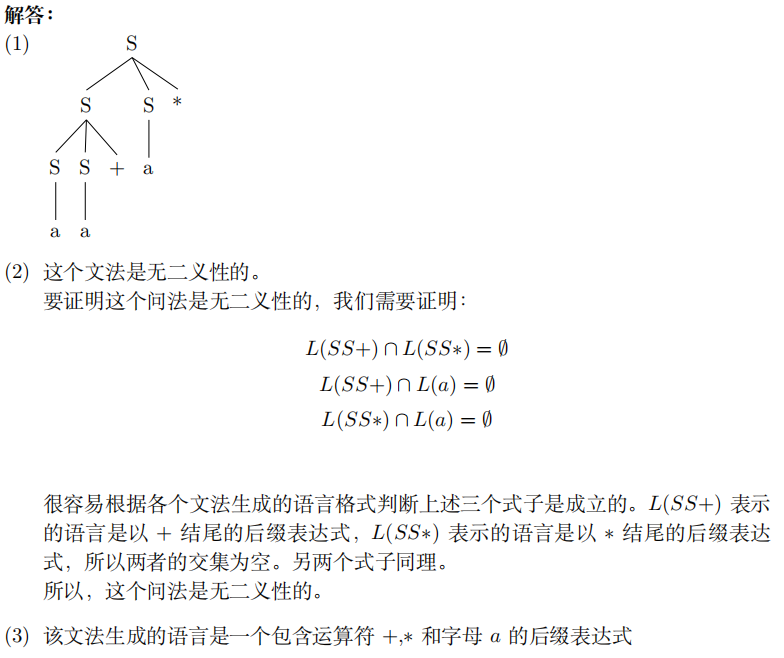 解答：
(1)
S
S S *
S S + a
a a
(2) 这个文法是无二义性的。
要证明这个问法是无二义性的，我们需要证明：
L(SS+) ∩ L(SS*) = ∅
L(SS+) ∩ L(a) = ∅
L(SS*) ∩ L(a) = ∅
很容易根据各个文法生成的语言格式判断上述三个式子是成立的。L(SS+) 表示
的语言是以 + 结尾的后缀表达式，L(SS*) 表示的语言是以 * 结尾的后缀表达
式，所以两者的交集为空。另两个式子同理。
所以，这个问法是无二义性的。
(3) 该文法生成的语言是一个包含运算符 +,* 和字母 a 的后缀表达式